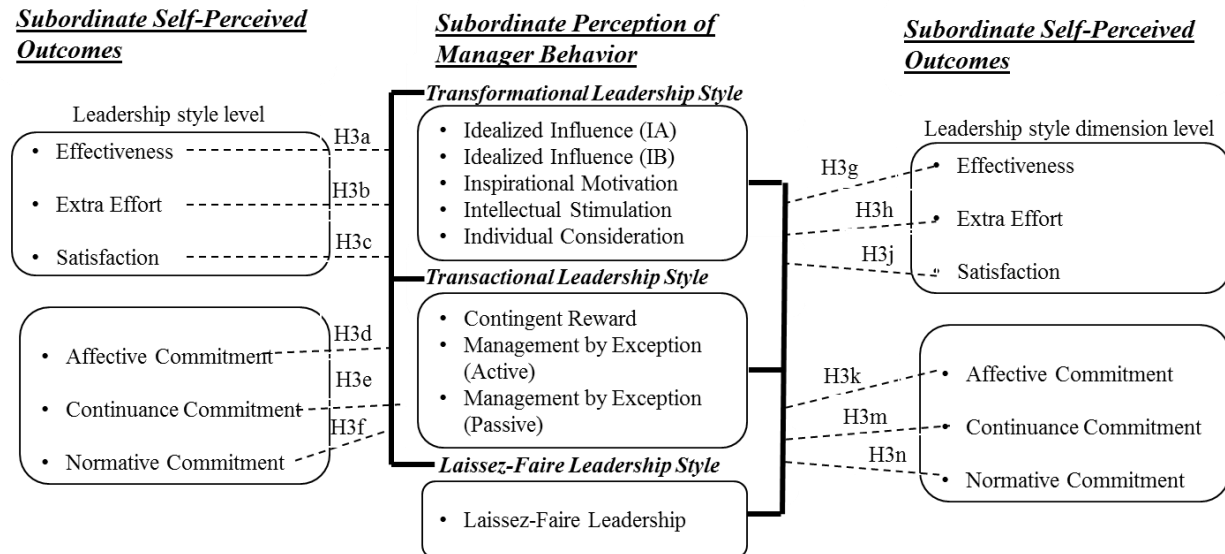 Subordinate Self-Perceived
Outcomes
Leadership style level
• Effectiveness
• Extra Effort
• Satisfaction
• Affective Commitment
• Continuance Commitment
• Normative Commitment
H3a
H3b
H3c
H3d
H3e
H3f
Subordinate Perception of
Manager Behavior
Transformational Leadership Style
• Idealized Influence (IA)
• Idealized Influence (IB)
• Inspirational Motivation
• Intellectual Stimulation
• Individual Consideration
Transactional Leadership Style
• Contingent Reward
• Management by Exception
(Active)
• Management by Exception
(Passive)
Laissez-Faire Leadership Style
• Laissez-Faire Leadership
H3g
H3h
H3j
H3k
H3m
H3n
Subordinate Self-Perceived
Outcomes
Leadership style dimension level
• Effectiveness
• Extra Effort
• Satisfaction
• Affective Commitment
• Continuance Commitment
• Normative Commitment